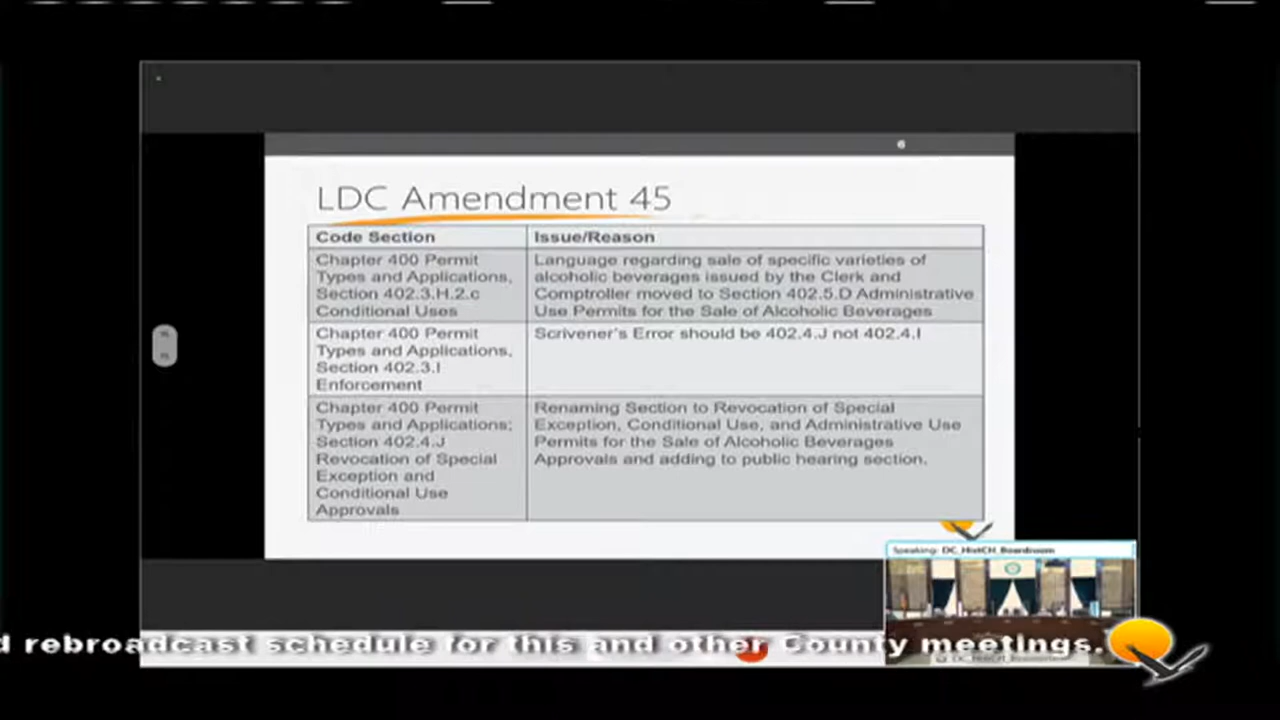 6
LDC Amendment 45
Code Section
Issue/Reason
Chapter 400 Permit
Types and Applications,
Section 402.3.H.2.c
Conditional Uses
Language regarding sale of specific varieties of
alcoholic beverages issued by the Clerk and
Comptroller moved to Section 402.5.D Administrative
Use Permits for the Sale of Alcoholic Beverages
Chapter 400 Permit
Types and Applications,
Section 402.3.I
Enforcement
Scrivener's Error should be 402.4.J not 402.4.I
Chapter 400 Permit
Types and Applications;
Section 402.4.J
Revocation of Special
Exception and
Conditional Use
Approvals
Renaming Section to Revocation of Special
Exception, Conditional Use, and Administrative Use
Permits for the Sale of Alcoholic Beverages
Approvals and adding to public hearing section.
Speaking: DC_HistCH_Boardroom
d rebroadcast schedule for this and other County meetings.